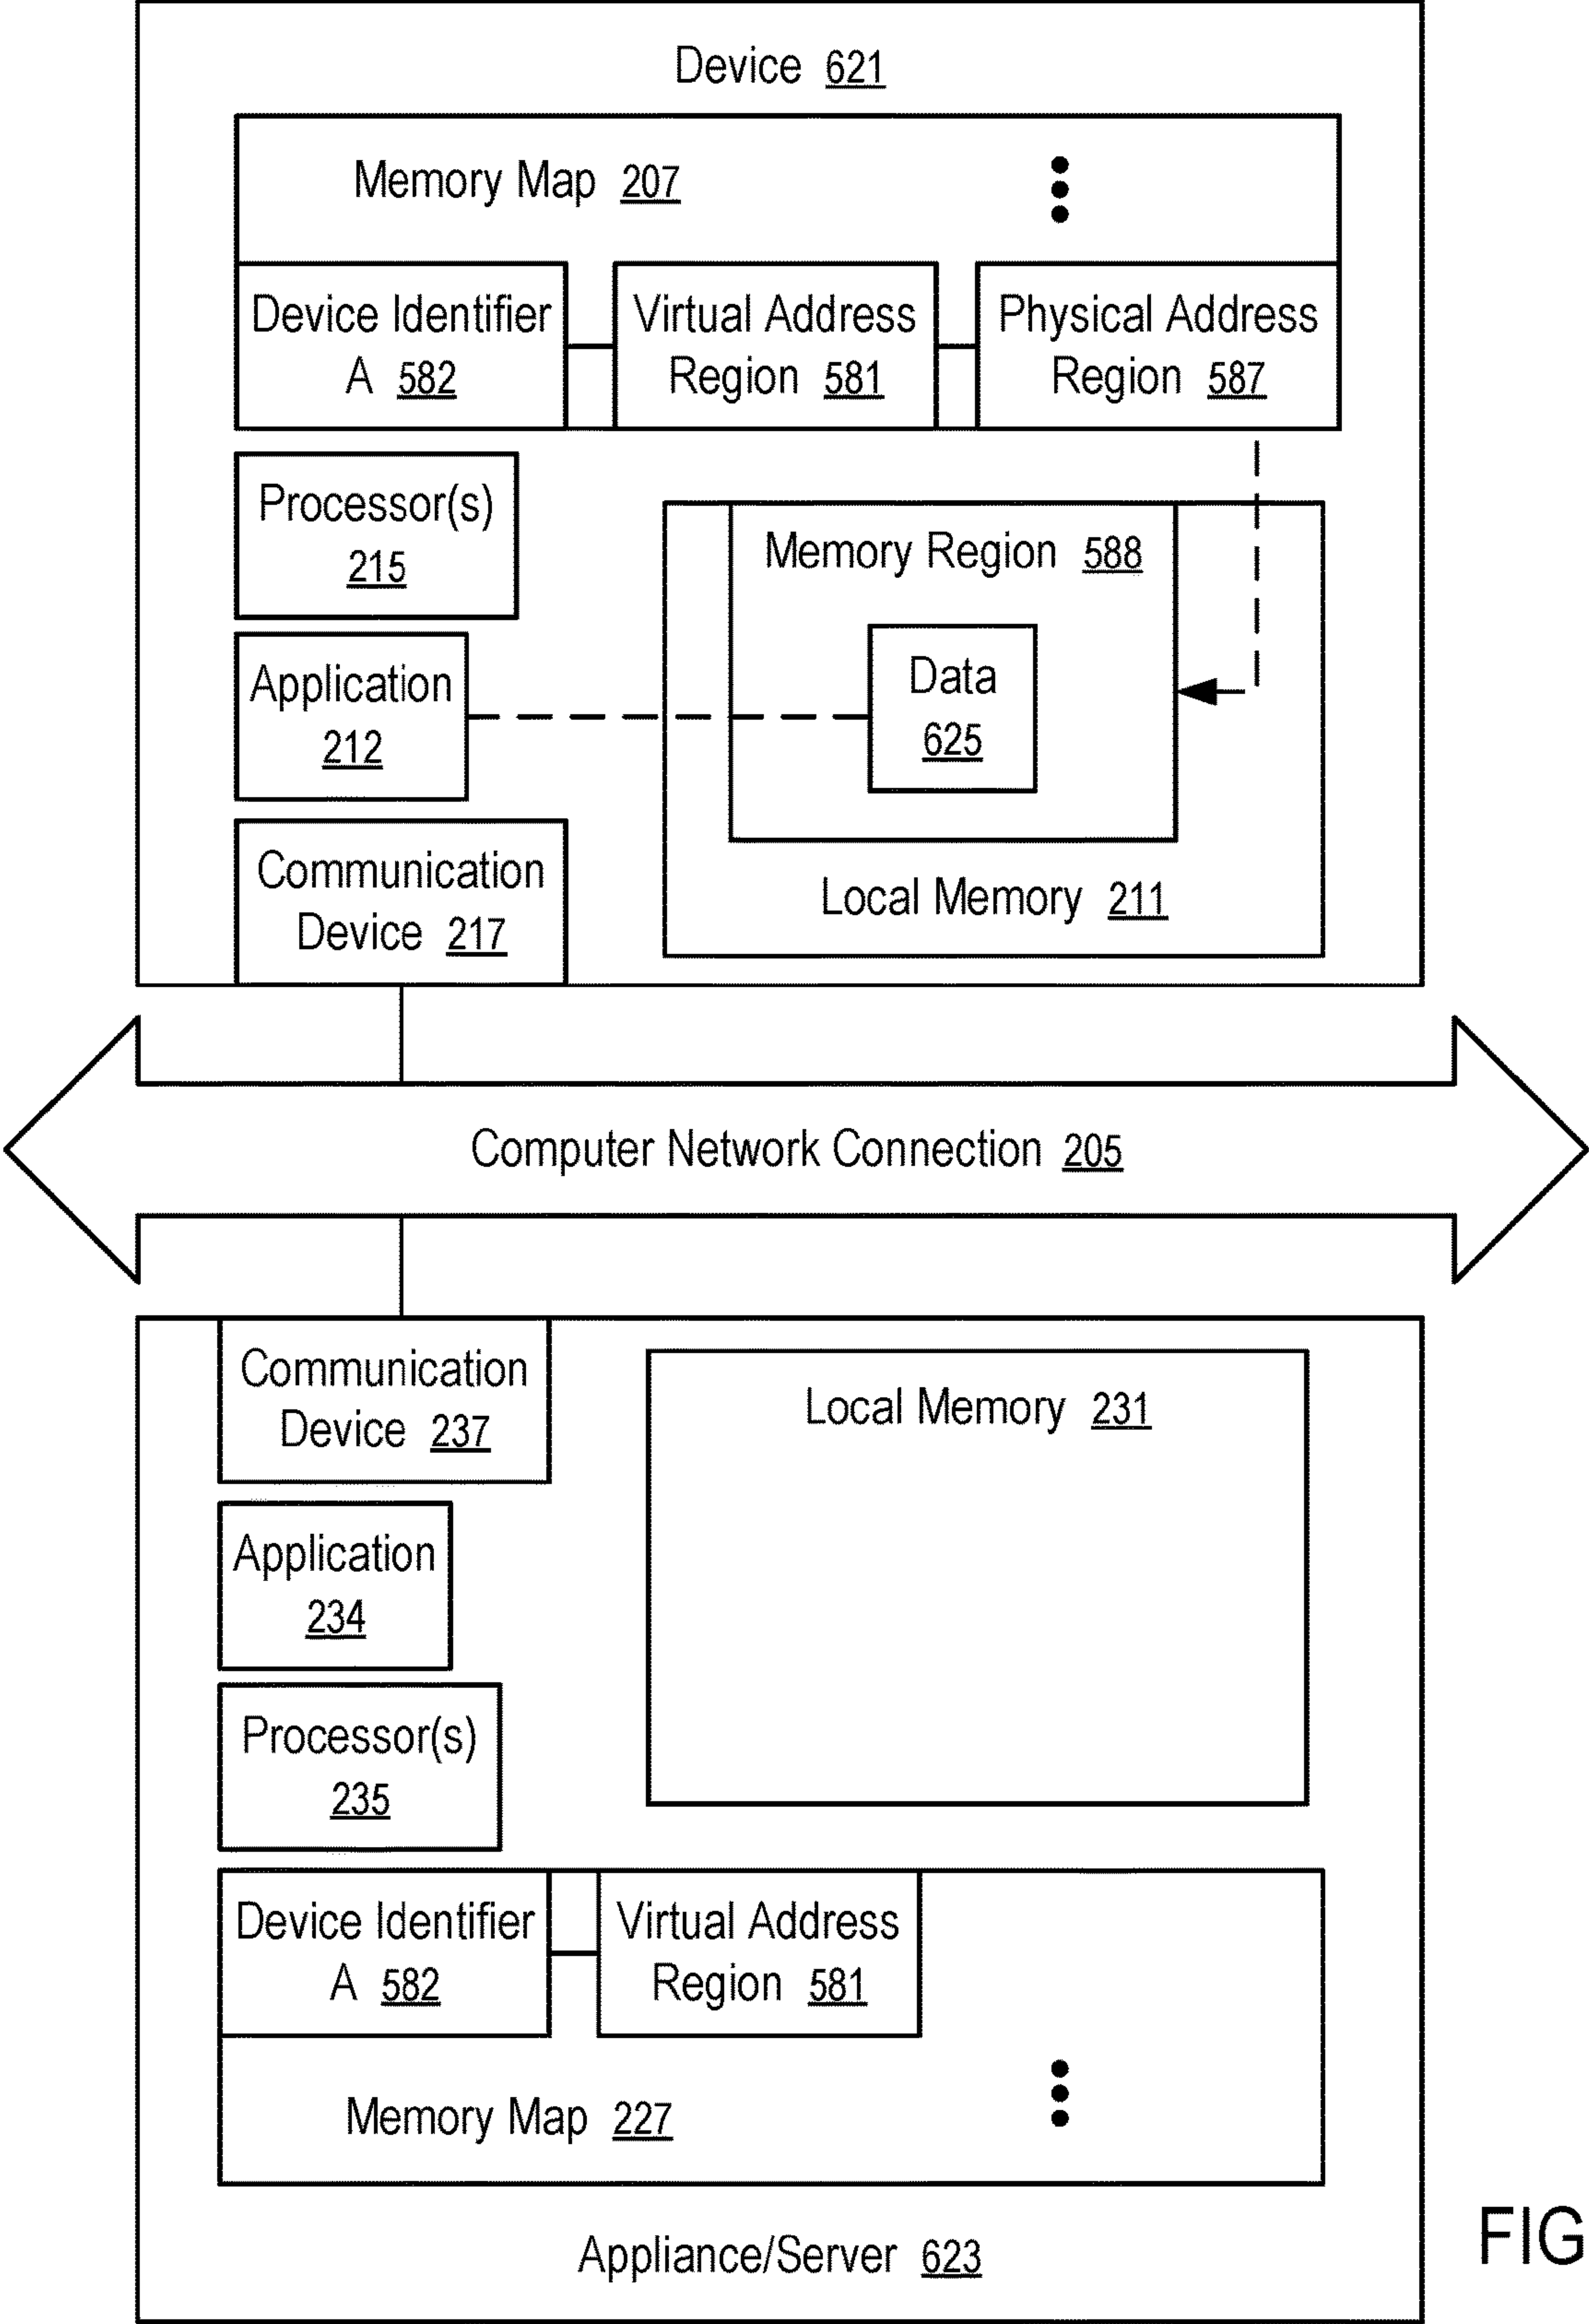 Device 621
Memory Map 207
Device Identifier
A 582
Virtual Address
Region 581
Physical Address
Region 587
Processor(s)
215
Memory Region 588
Application
212
Data
625
Communication
Device 217
Local Memory 211
Computer Network Connection 205
Communication
Device 237
Local Memory 231
Application
234
Processor(s)
235
Device Identifier
A 582
Virtual Address
Region 581
Memory Map 227
Appliance/Server 623
FIG